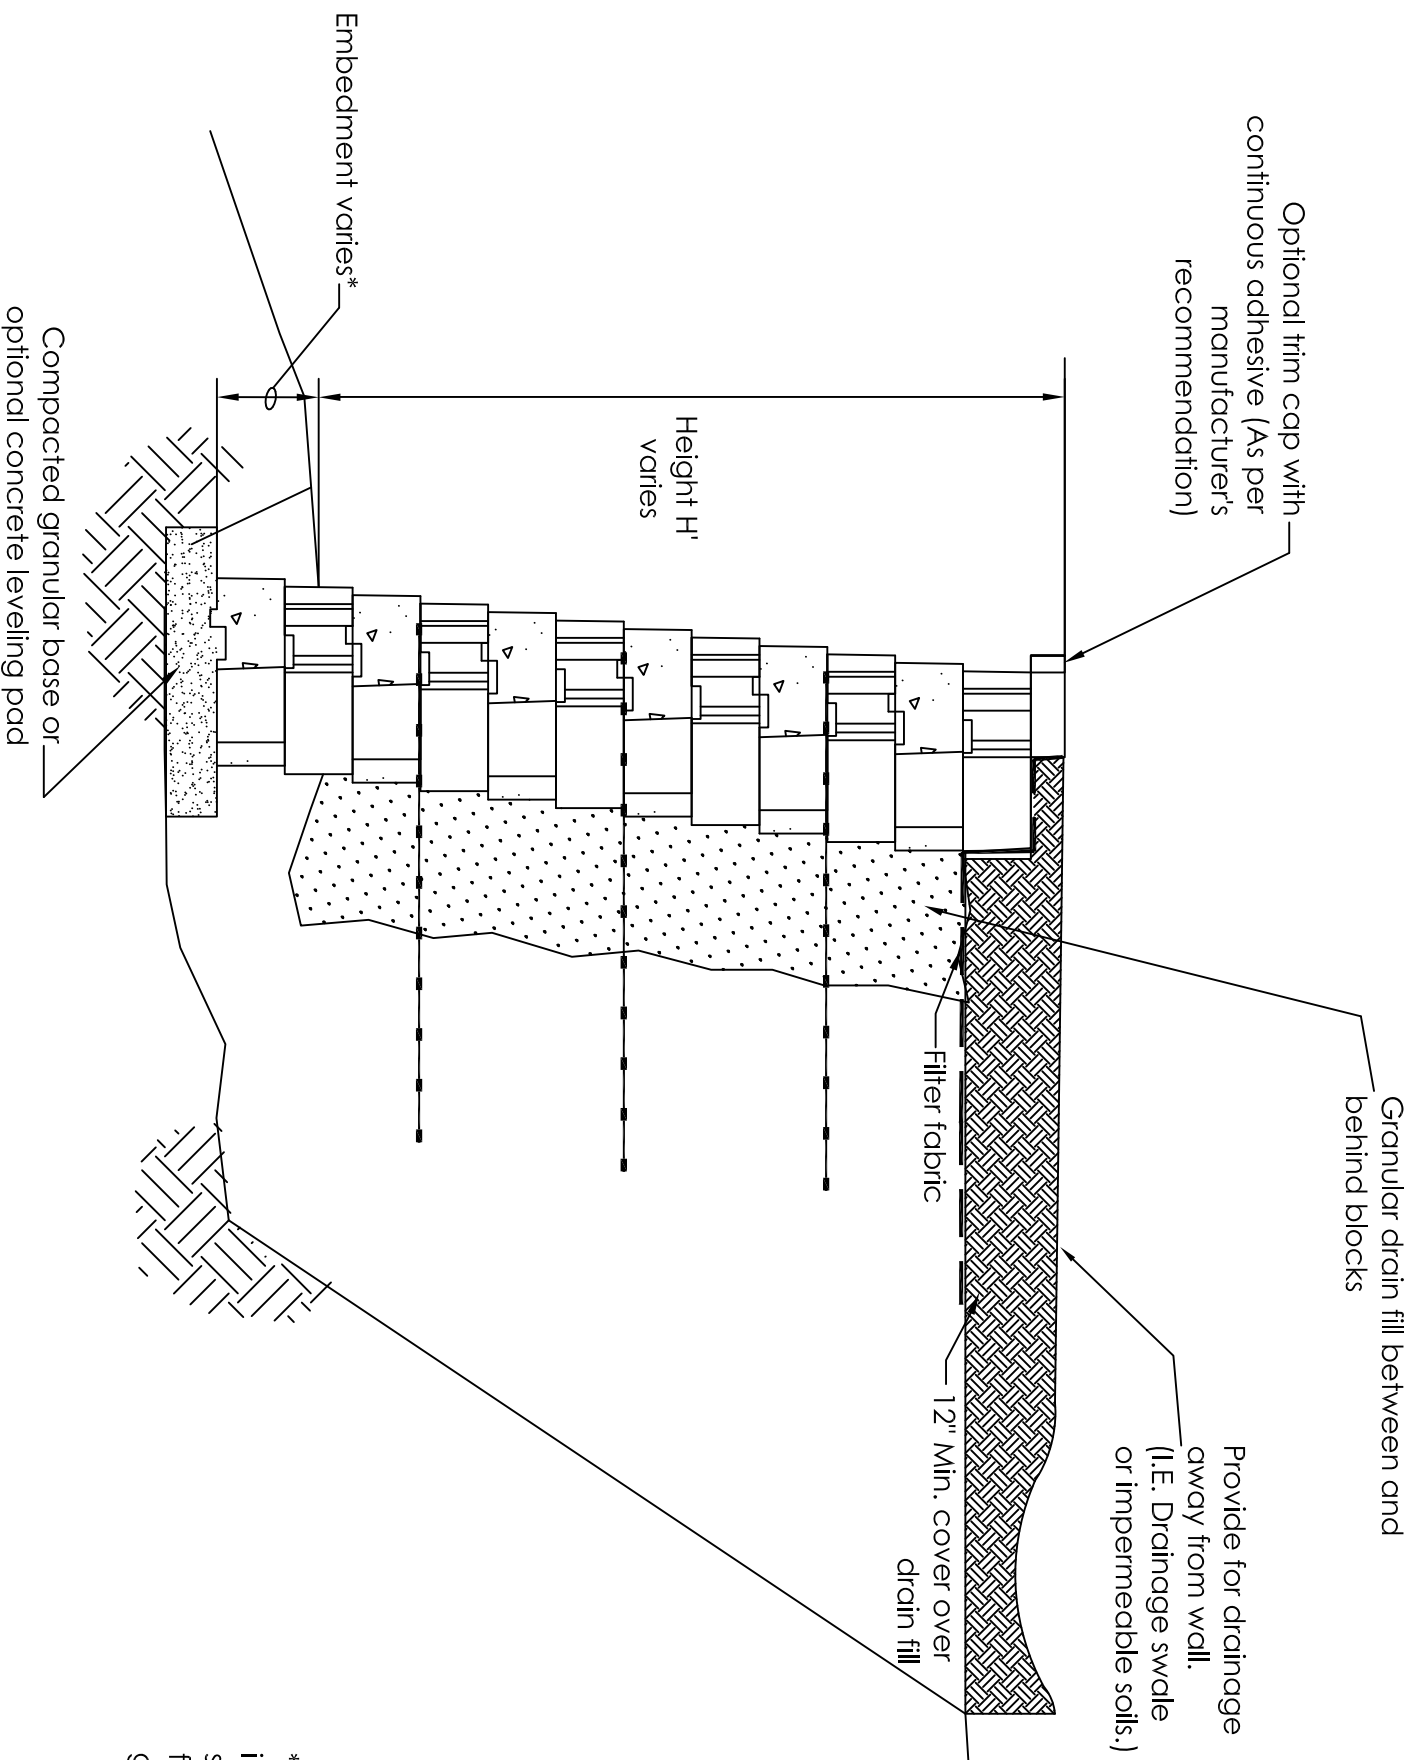 Optional trim cap with
continuous adhesive (As per
manufacturer's
recommendation)
Granular drain fill between and
behind blocks
Provide for drainage
away from wall.
(I.E. Drainage swale
or impermeable soils.)
Height H'
varies
Filter fabric
12" Min. cover over
drain fill
Embedment varies*
Compacted granular base or
optional concrete leveling pad
*